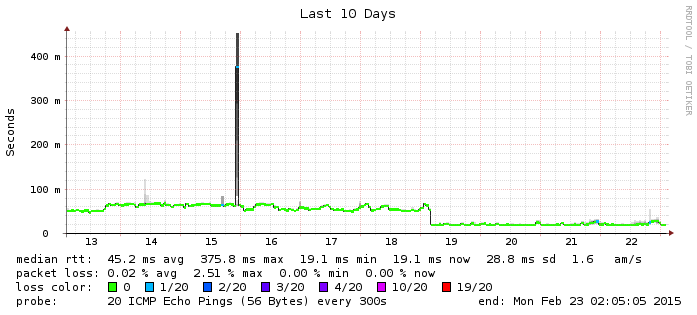 Last 10 Days
RRDTOOL / TOBI OETIKER
Seconds
400 m
300 m
200 m
100 m
0
13 14 15 16 17 18 19 20 21 22
median rtt: 45.2 ms avg 375.8 ms max 19.1 ms min 19.1 ms now 28.8 ms sd 1.6 am/s
packet loss: 0.02 % avg 2.51 % max 0.00 % min 0.00 % now
loss color: 0 1/20 2/20 3/20 4/20 10/20 19/20
probe: 20 ICMP Echo Pings (56 Bytes) every 300s end: Mon Feb 23 02:05:05 2015